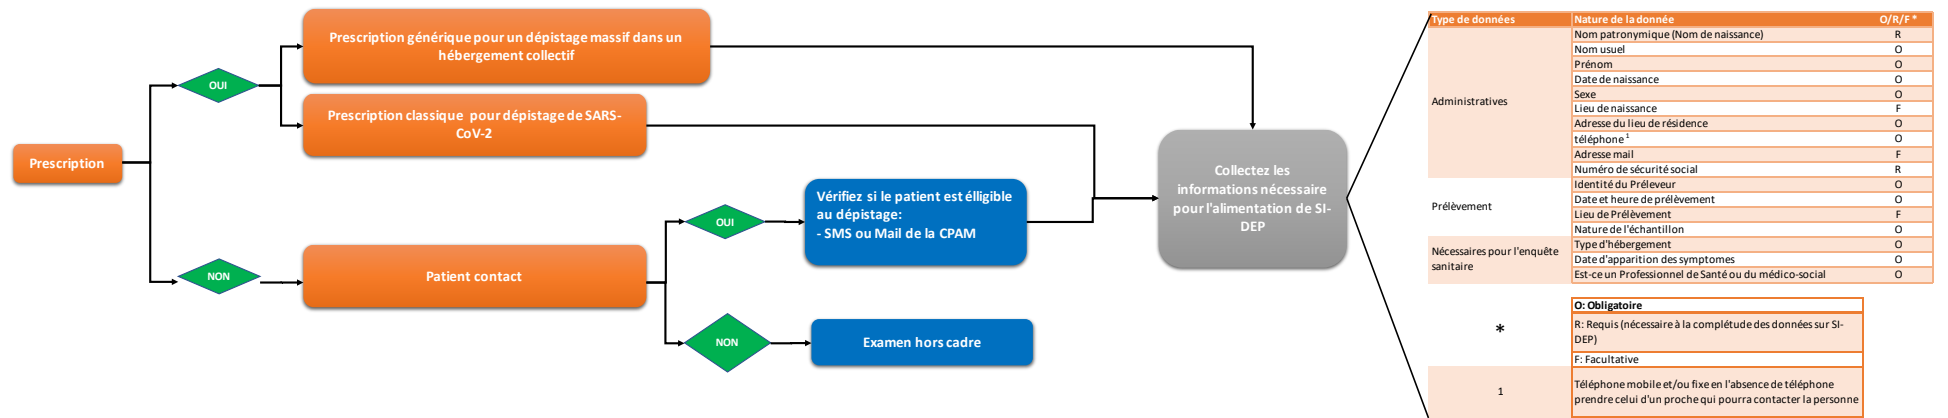 Prescription
OUI
NON
Prescription générique pour un dépistage massif dans un
hébergement collectif
Prescription classique pour dépistage de SARS-
CoV-2
Patient contact
OUI
NON
Vérifiez si le patient est élligible
au dépistage:
- SMS ou Mail de la CPAM
Examen hors cadre
Collectez les
informations nécessaire
pour l'alimentation de SI-
DEP
Type de données Nature de la donnée O/R/F *
Administratives
Nom patronymique (Nom de naissance) R
Nom usuel O
Prénom O
Date de naissance O
Sexe O
Lieu de naissance F
Adresse du lieu de résidence O
téléphone 1 O
Adresse mail F
Numéro de sécurité social R
Prélèvement
Identité du Préleveur O
Date et heure de prélèvement O
Lieu de Prélèvement F
Nature de l'échantillon O
Nécessaires pour l'enquête
sanitaire
Type d'hébergement O
Date d'apparition des symptomes O
Est-ce un Professionnel de Santé ou du médico-social O
*
O: Obligatoire
R: Requis (nécessaire à la complétude des données sur SI-
DEP)
F: Facultative
1
Téléphone mobile et/ou fixe en l'absence de téléphone
prendre celui d'un proche qui pourra contacter la personne